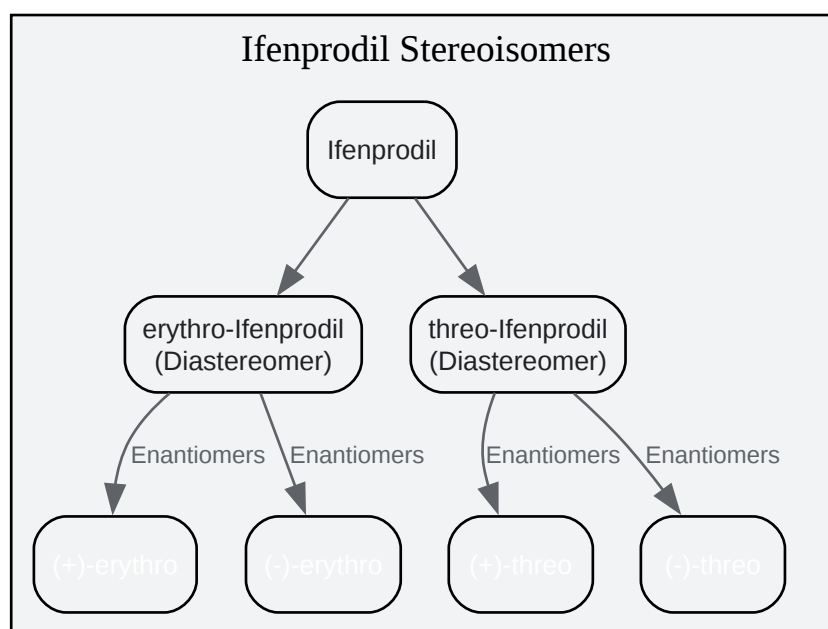 Ifenprodil Stereoisomers
Ifenprodil
erythro-Ifenprodil
(Diastereomer)
threo-Ifenprodil
(Diastereomer)
Enantiomers
Enantiomers
Enantiomers
Enantiomers
(+)-erythro
(-)-erythro
(+)-threo
(-)-threo